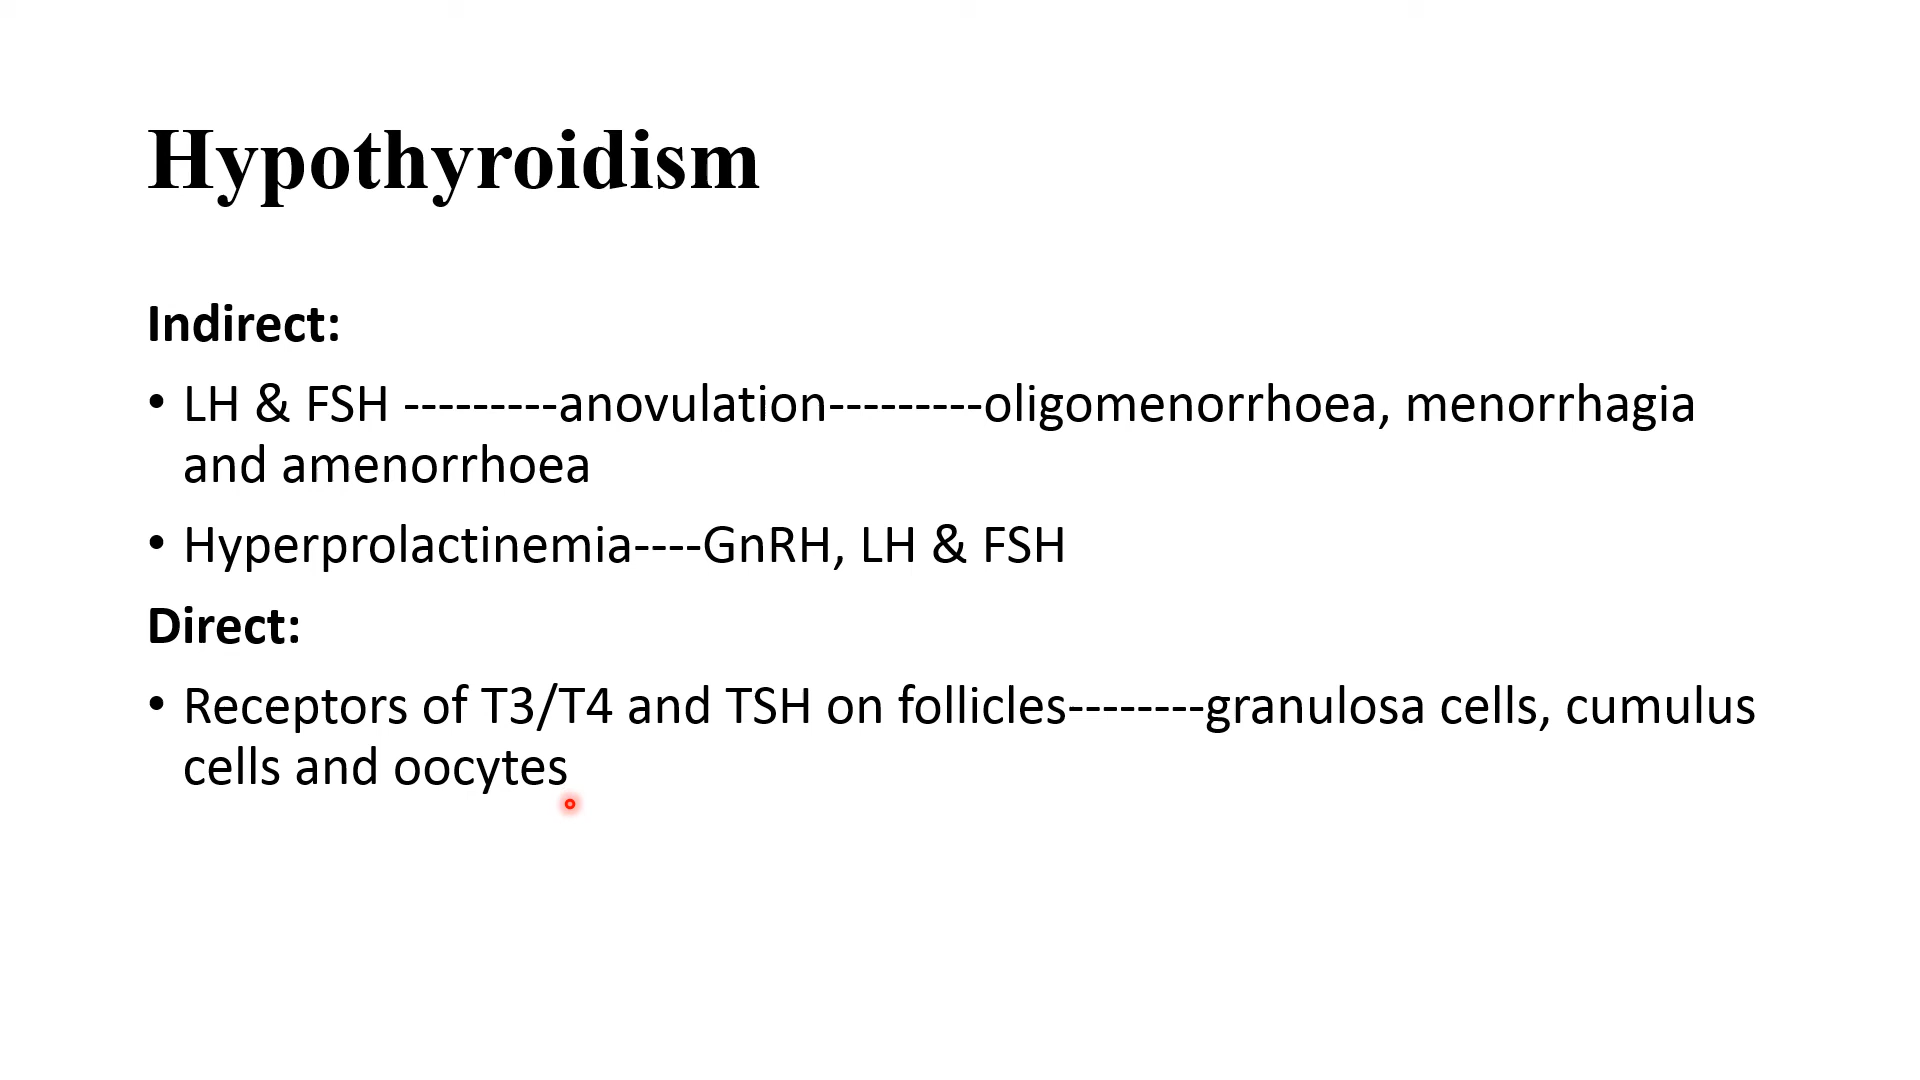 Hypothyroidism
Indirect:
• LH & FSH ---------anovulation---------oligomenorrhoea, menorrhagia
and amenorrhoea
• Hyperprolactinemia----GnRH, LH & FSH
Direct:
• Receptors of T3/T4 and TSH on follicles--------granulosa cells, cumulus
cells and oocytes